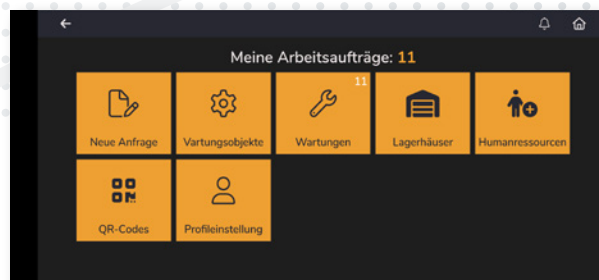 Meine Arbeitsaufträge: 11
11
Neue Anfrage
Vartungsobjekte
Wartungen
Lagerhäuser
Humanressourcen
QR-Codes
Profileinstellung